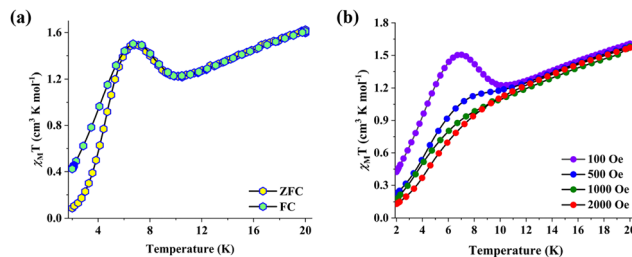 (a)
1.6
1.2
0.8
0.4
0.0
χMT (cm³ K mol⁻¹)
4
8
12
16
20
Temperature (K)
ZFC
FC
(b)
1.8
1.5
1.2
0.9
0.6
0.3
0.0
χMT (cm³ K mol⁻¹)
2
4
6
8
10
12
14
16
18
20
Temperature (K)
100 Oe
500 Oe
1000 Oe
2000 Oe